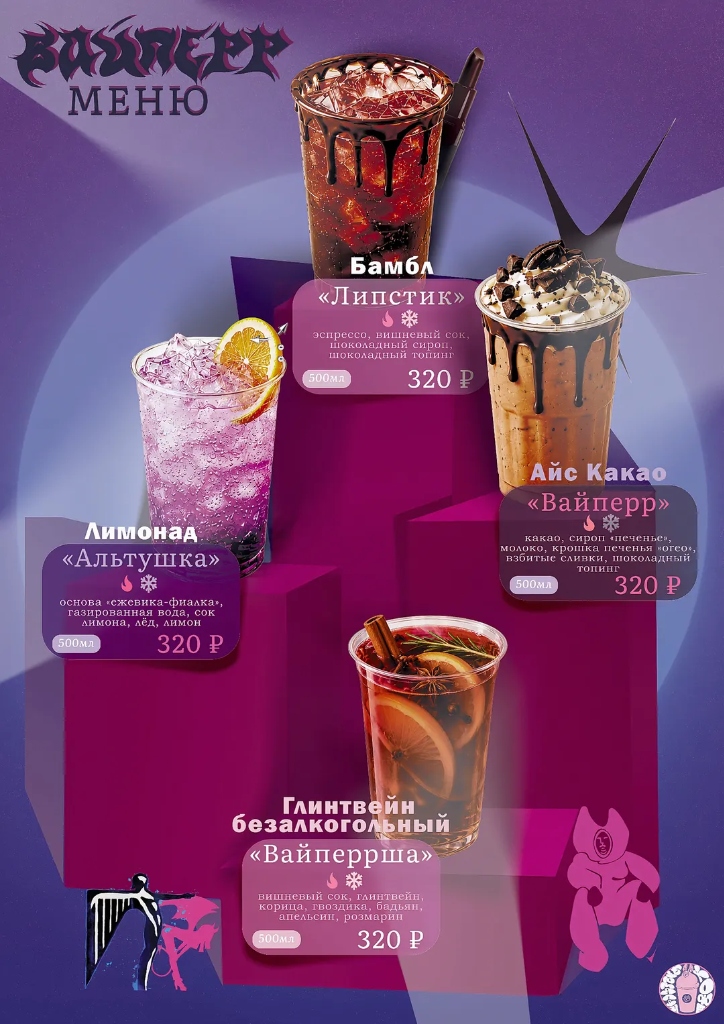 ВАЙПЕРР
МЕНЮ
Бамбл
«Липстик»
эспрессо, вишневый сок,
шоколадный сироп,
шоколадный топинг
500мл
320 ₽
Айс Какао
«Вайперр»
какао, сироп «печенье»,
молоко, крошка печенья «орео»,
взбитые сливки, шоколадный
топинг
500мл
320 ₽
Лимонад
«Альтушка»
основа «ежевика-фиалка»,
газированная вода, сок
лимона, лёд, лимон
500мл
320 ₽
Глинтвейн
безалкогольный
«Вайперрша»
вишневый сок, глинтвейн,
корица, гвоздика, бадьян,
апельсин, розмарин
500мл
320 ₽